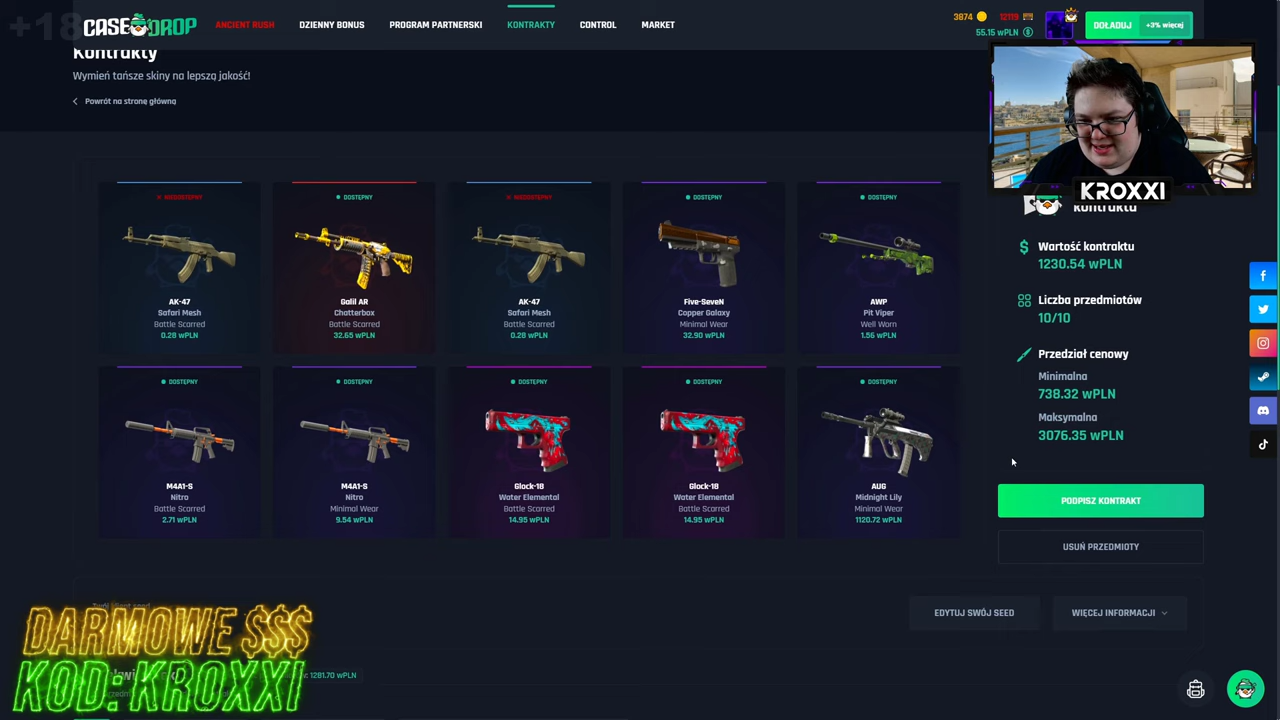 +18
CASE DROP
ANCIENT RUSH
DZIENNY BONUS
PROGRAM PARTNERSKI
KONTRAKTY
CONTROL
MARKET
3874
12119
55.15 wPLN
DOŁADUJ
+3% więcej
Kontrakty
Wymień tańsze skiny na lepszą jakość!
Powrót na stronę główną
KROXXI
NIEDOSTĘPNY
AK-47
Safari Mesh
Battle Scarred
0.28 wPLN
DOSTĘPNY
Galil AR
Chatterbox
Battle Scarred
32.65 wPLN
NIEDOSTĘPNY
AK-47
Safari Mesh
Battle Scarred
0.28 wPLN
DOSTĘPNY
Five-SeveN
Copper Galaxy
Minimal Wear
32.90 wPLN
DOSTĘPNY
AWP
Pit Viper
Well Worn
1.56 wPLN
DOSTĘPNY
M4A1-S
Nitro
Battle Scarred
2.71 wPLN
DOSTĘPNY
M4A1-S
Nitro
Minimal Wear
9.54 wPLN
DOSTĘPNY
Glock-18
Water Elemental
Battle Scarred
14.95 wPLN
DOSTĘPNY
Glock-18
Water Elemental
Battle Scarred
14.95 wPLN
DOSTĘPNY
AUG
Midnight Lily
Minimal Wear
1120.72 wPLN
kontraktu
Wartość kontraktu
1230.54 wPLN
Liczba przedmiotów
10/10
Przedział cenowy
Minimalna
738.32 wPLN
Maksymalna
3076.35 wPLN
PODPISZ KONTRAKT
USUŃ PRZEDMIOTY
EDYTUJ SWÓJ SEED
WIĘCEJ INFORMACJI
1281.70 wPLN
DARMOWE $$$
KOD: KROXXI